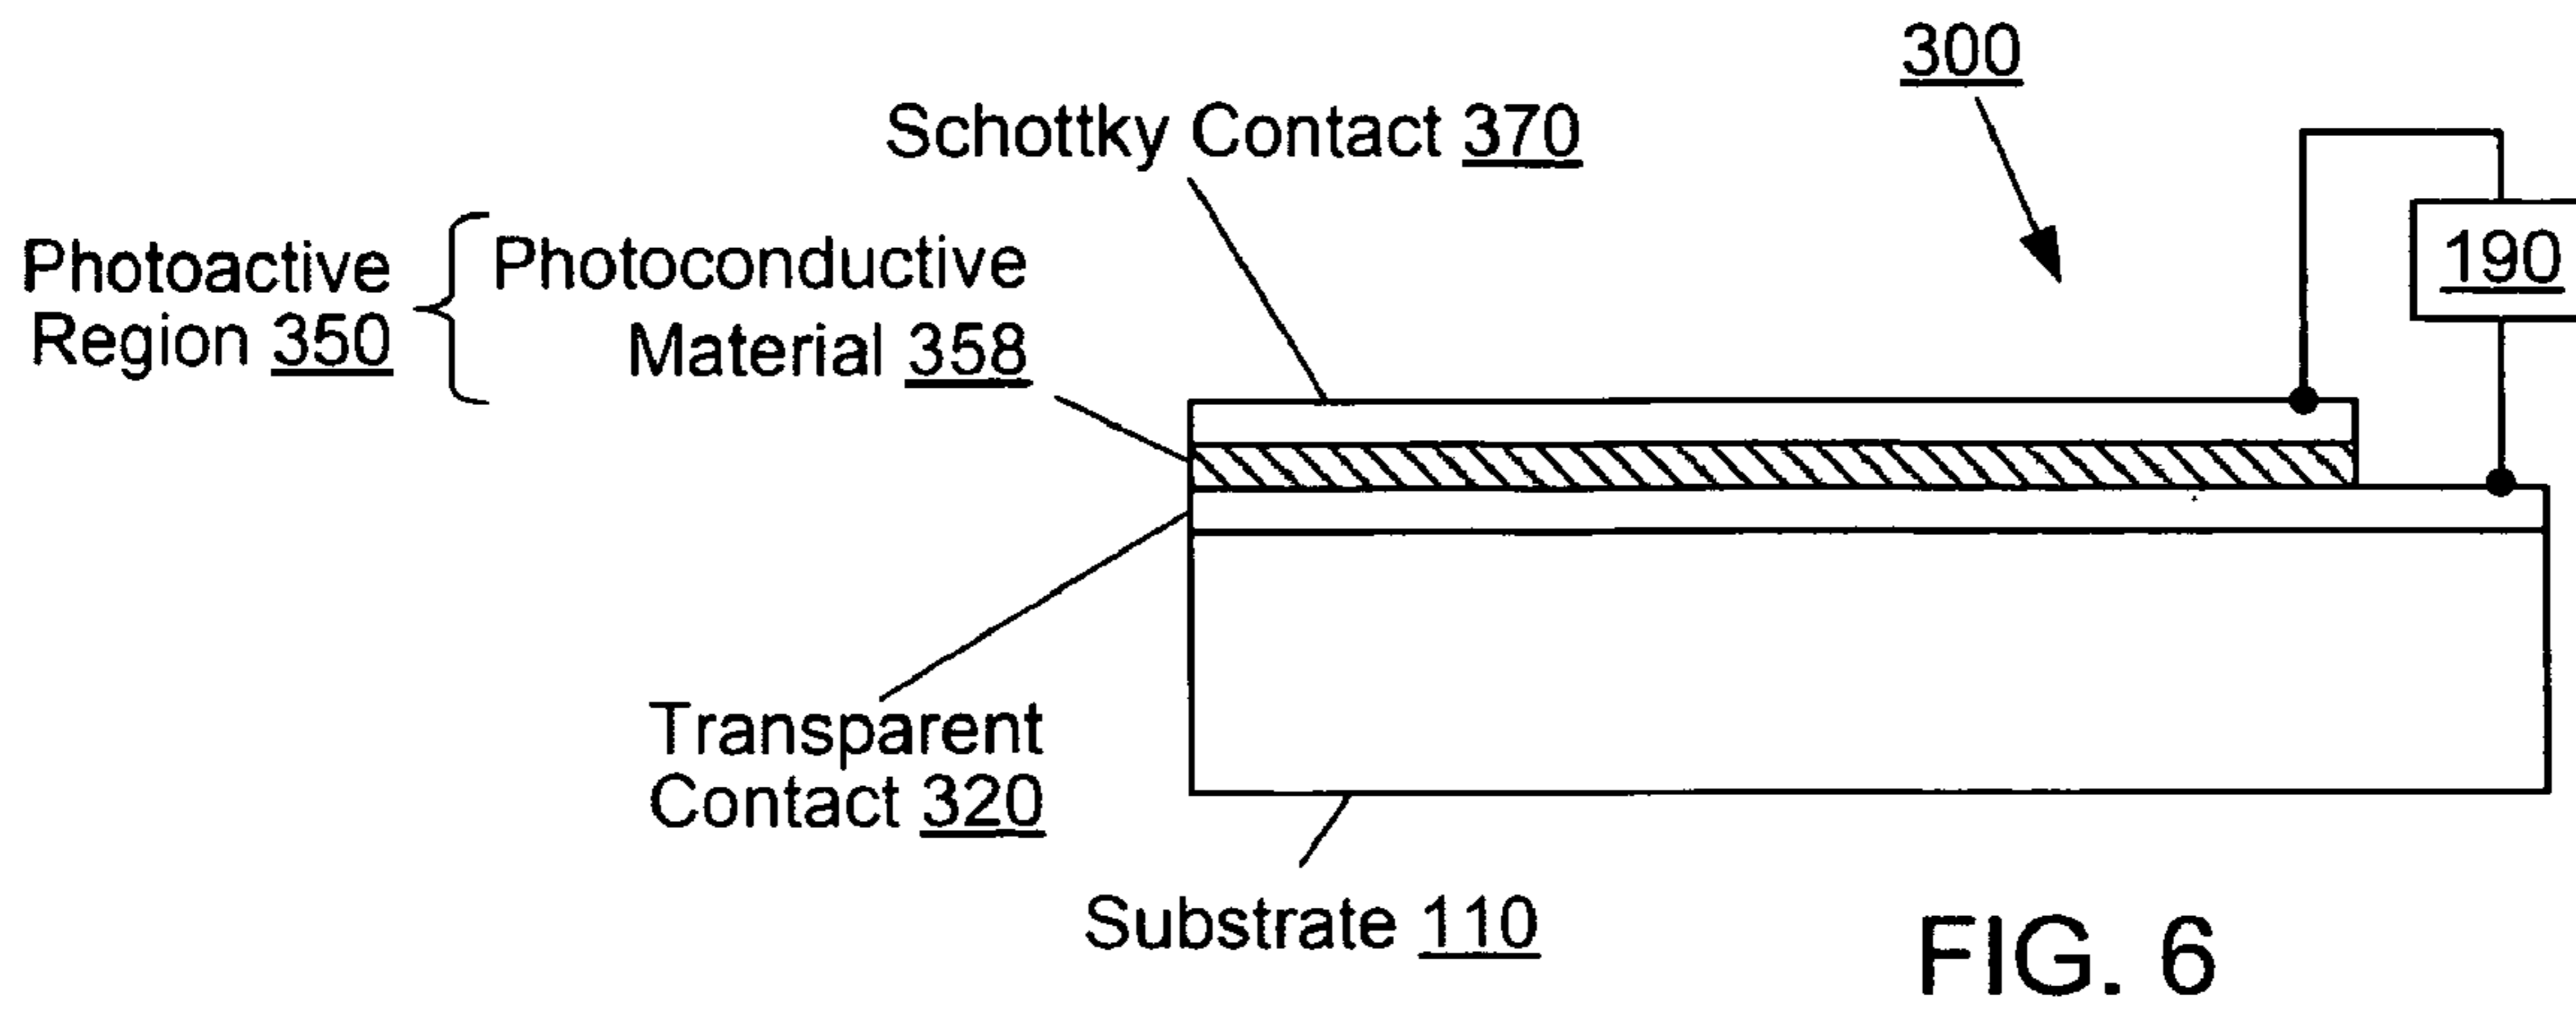 300
Schottky Contact 370
Photoactive
Region 350
Photoconductive
Material 358
190
Transparent
Contact 320
Substrate 110
FIG. 6